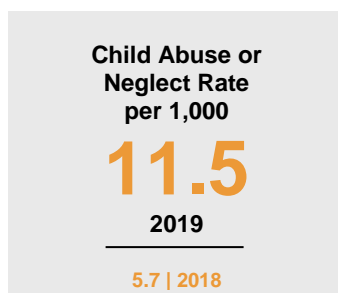 Child Abuse or
Neglect Rate
per 1,000
11.5
2019
5.7 | 2018